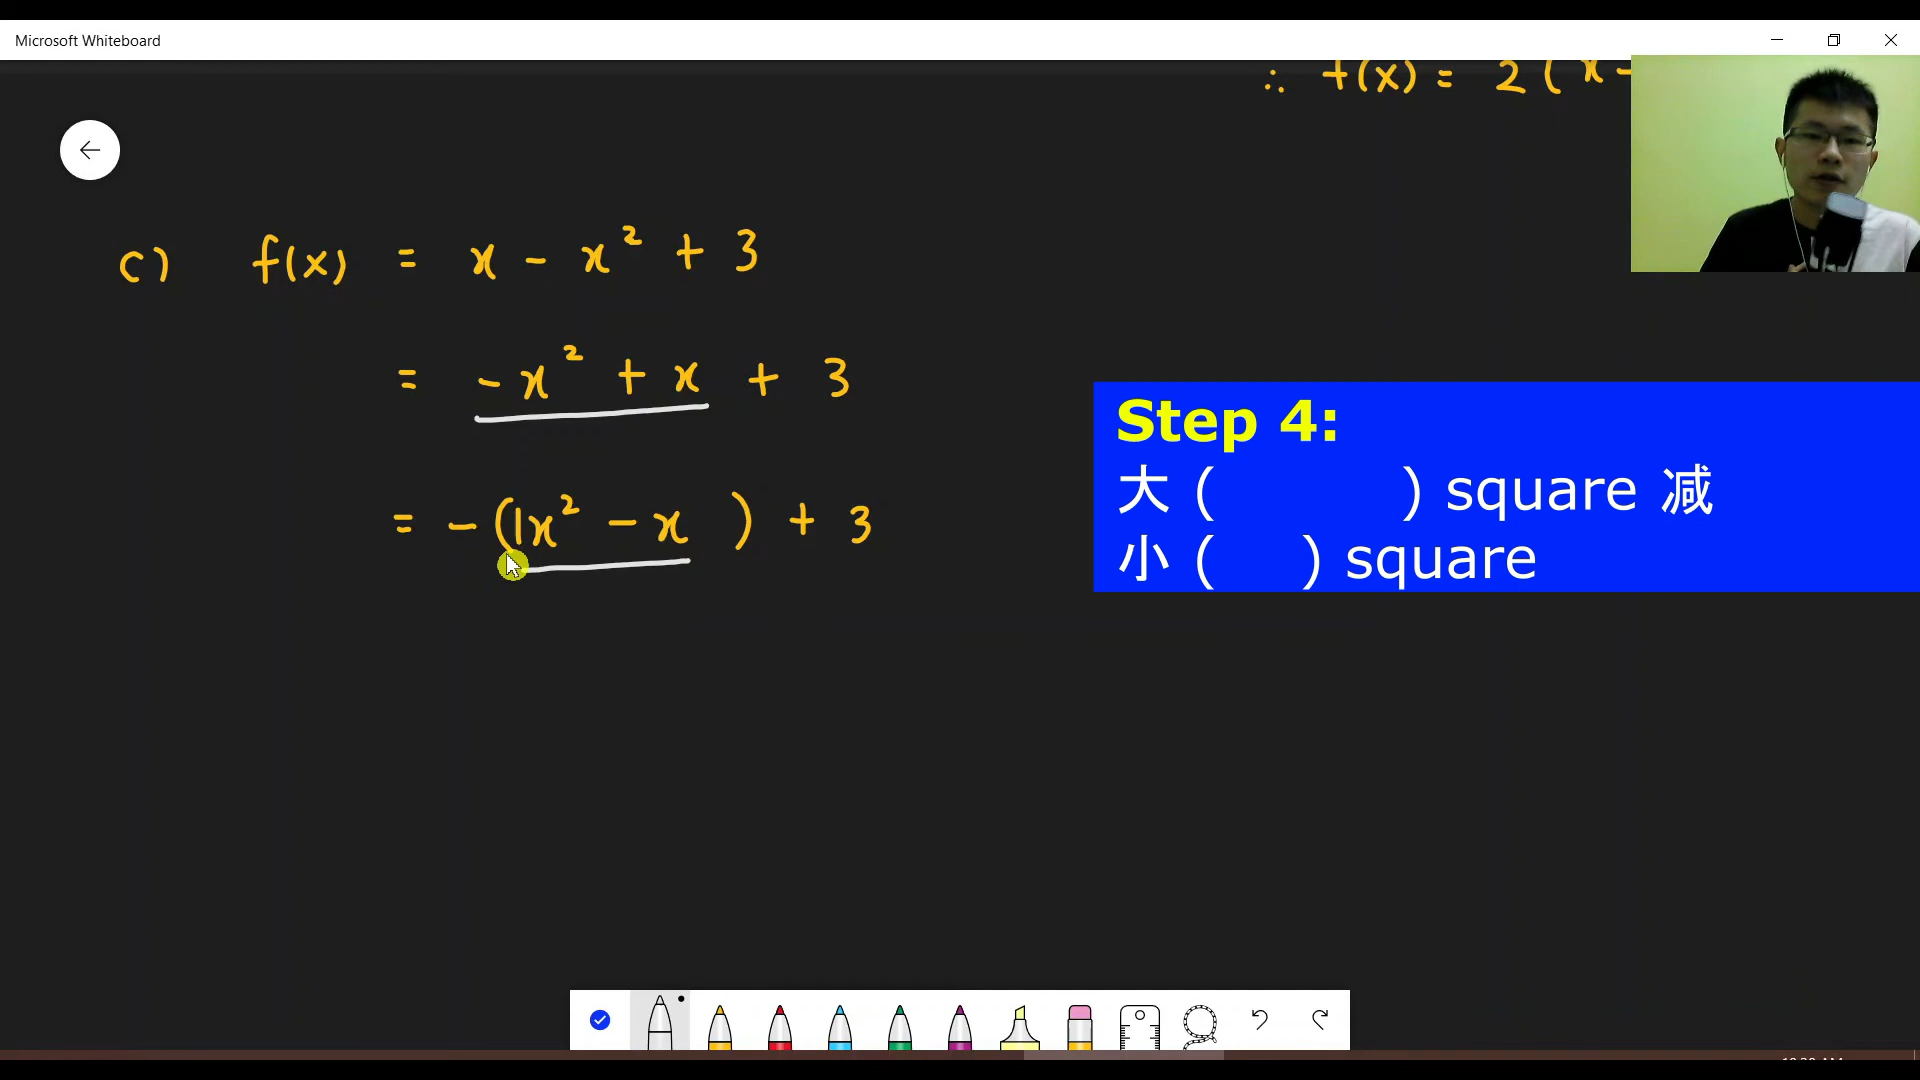 Microsoft Whiteboard
∴ f(x) = 2 ( x -
c) f(x) = x - x² + 3
= -x² + x + 3
= -(1x² - x ) + 3
Step 4:
大 ( ) square 减
小 ( ) square